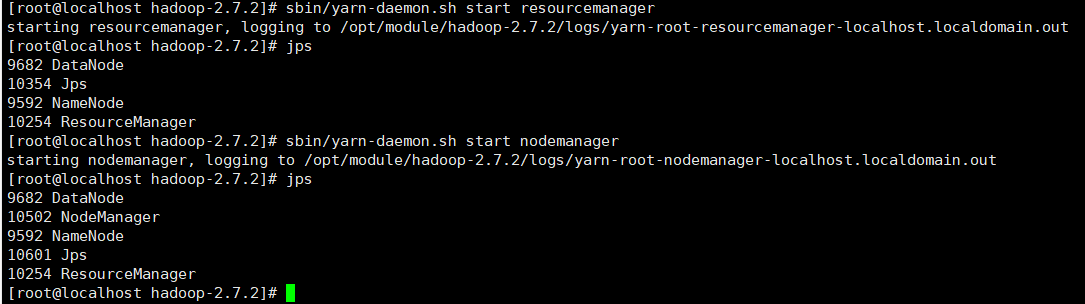 [root@localhost hadoop-2.7.2]# sbin/yarn-daemon.sh start resourcemanager
starting resourcemanager, logging to /opt/module/hadoop-2.7.2/logs/yarn-root-resourcemanager-localhost.localdomain.out
[root@localhost hadoop-2.7.2]# jps
9682 DataNode
10354 Jps
9592 NameNode
10254 ResourceManager
[root@localhost hadoop-2.7.2]# sbin/yarn-daemon.sh start nodemanager
starting nodemanager, logging to /opt/module/hadoop-2.7.2/logs/yarn-root-nodemanager-localhost.localdomain.out
[root@localhost hadoop-2.7.2]# jps
9682 DataNode
10502 NodeManager
9592 NameNode
10601 Jps
10254 ResourceManager
[root@localhost hadoop-2.7.2]#